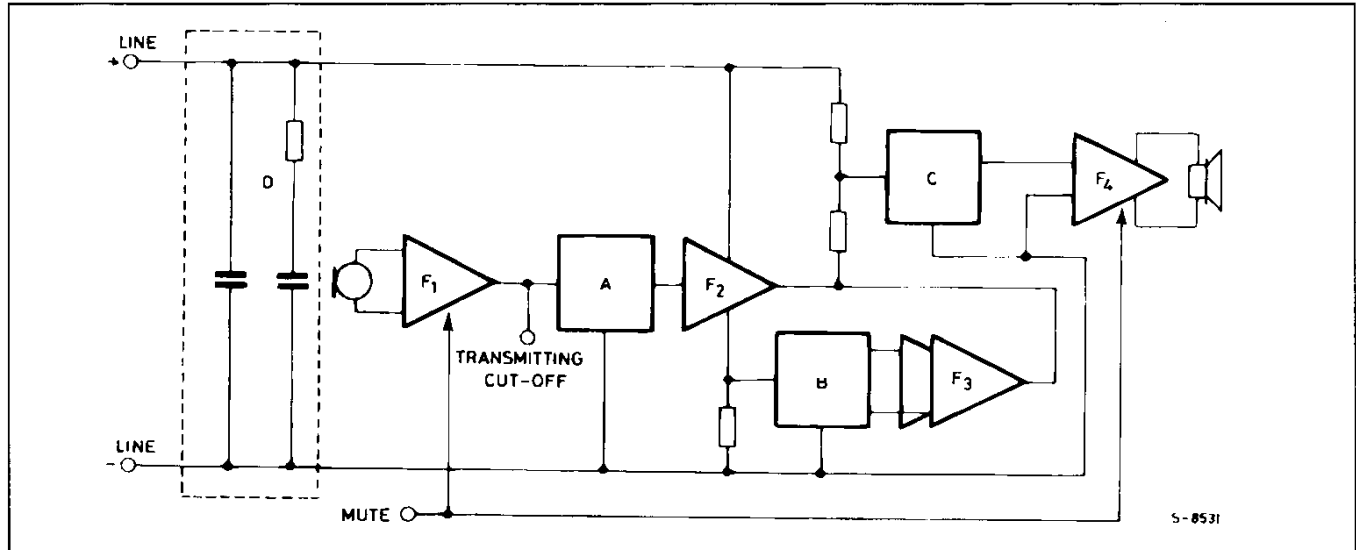 LINE
+
D
F1
A
F2
C
F4
TRANSMITTING
CUT-OFF
B
F3
LINE
-
MUTE
S-8531